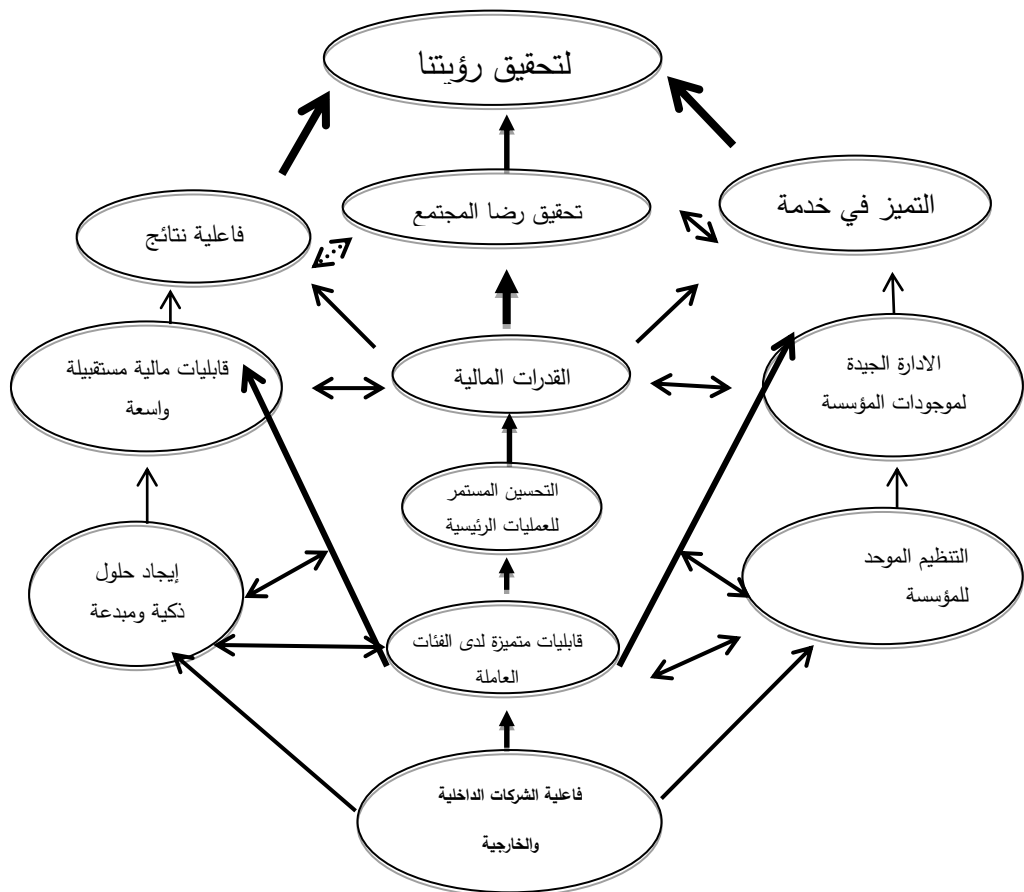 لتحقيق رؤيتنا
التميز في خدمة
تحقيق رضا المجتمع
فاعلية نتائج
الادارة الجيدة
لموجودات المؤسسة
القدرات المالية
قابليات مالية مستقبيلة
واسعة
التحسين المستمر
للعمليات الرئيسية
التنظيم الموحد
للمؤسسة
إيجاد حلول
ذكية ومبدعة
قابليات متميزة لدى الفئات
العاملة
فاعلية الشركات الداخلية
والخارجية